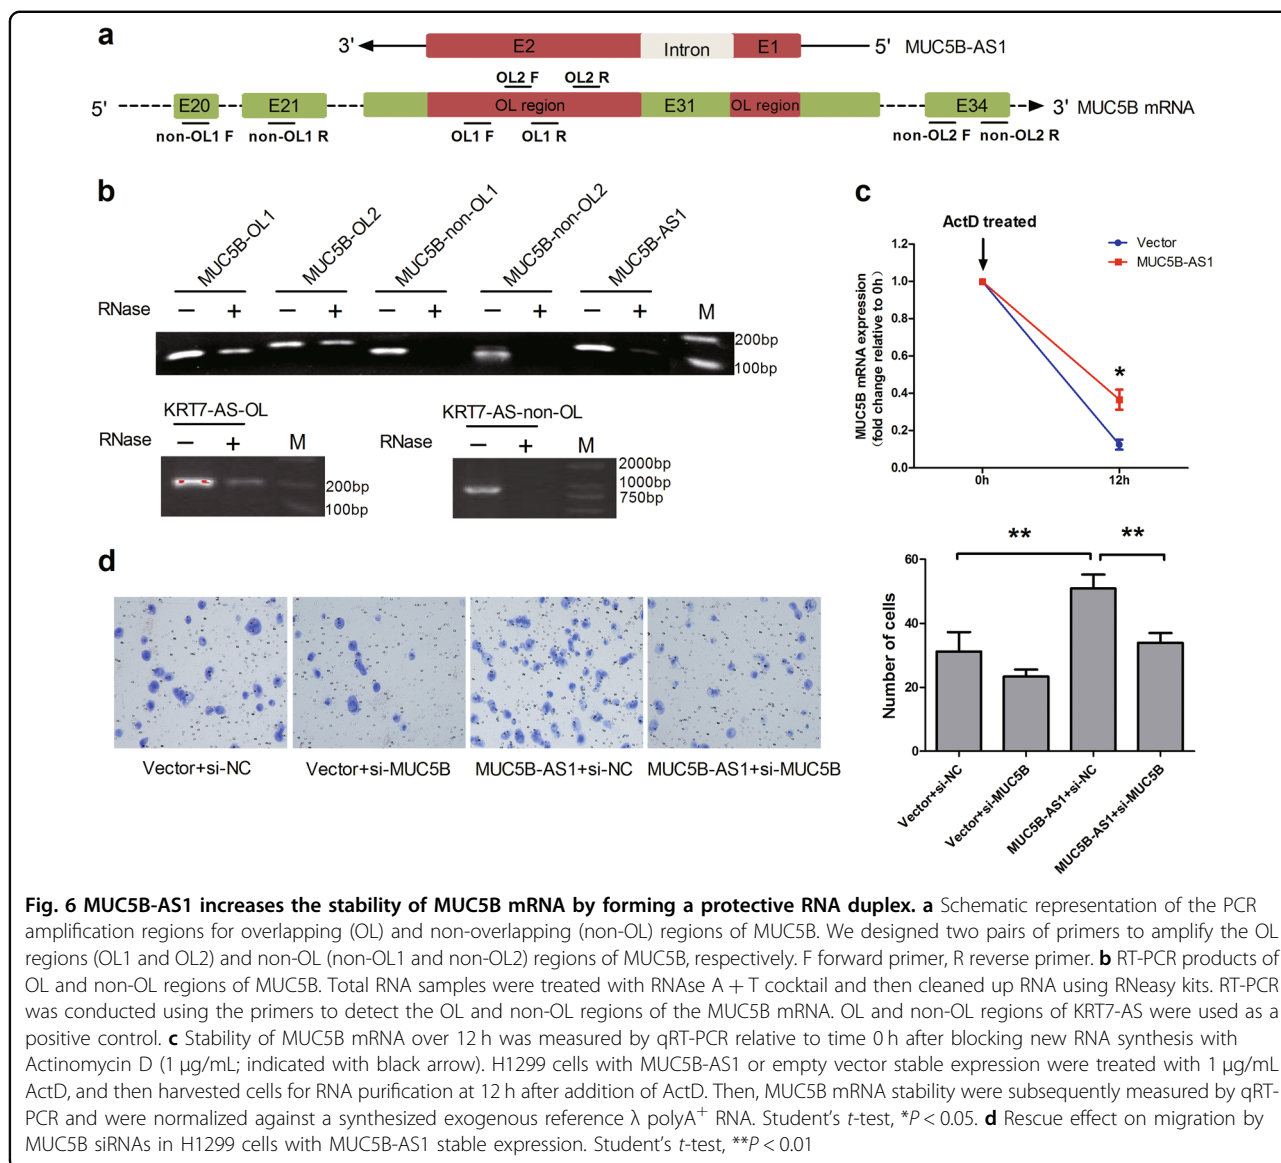 a
3' E2 Intron E1 5' MUC5B-AS1
OL2 F OL2 R
5' E20 E21 OL region E31 OL region E34 3' MUC5B mRNA
non-OL1 F non-OL1 R OL1 F OL1 R non-OL2 F non-OL2 R
b
MUC5B-OL1 MUC5B-OL2 MUC5B-non-OL1 MUC5B-non-OL2 MUC5B-AS1
RNase − + − + − + − + − + M
200bp
100bp
KRT7-AS-OL
RNase − + M
200bp
100bp
KRT7-AS-non-OL
RNase − + M
2000bp
1000bp
750bp
c
ActD treated
Vector
MUC5B-AS1
MUC5B mRNA expression
(fold change relative to 0h)
1.2
1.0
0.8
0.6
0.4
0.2
0.0
*
0h 12h
d
Vector+si-NC Vector+si-MUC5B MUC5B-AS1+si-NC MUC5B-AS1+si-MUC5B
** **
Number of cells
60
40
20
0
Vector+si-NC
Vector+si-MUC5B
MUC5B-AS1+si-NC
MUC5B-AS1+si-MUC5B
Fig. 6 MUC5B-AS1 increases the stability of MUC5B mRNA by forming a protective RNA duplex. a Schematic representation of the PCR
amplification regions for overlapping (OL) and non-overlapping (non-OL) regions of MUC5B. We designed two pairs of primers to amplify the OL
regions (OL1 and OL2) and non-OL (non-OL1 and non-OL2) regions of MUC5B, respectively. F forward primer, R reverse primer. b RT-PCR products of
OL and non-OL regions of MUC5B. Total RNA samples were treated with RNAse A + T cocktail and then cleaned up RNA using RNeasy kits. RT-PCR
was conducted using the primers to detect the OL and non-OL regions of the MUC5B mRNA. OL and non-OL regions of KRT7-AS were used as a
positive control. c Stability of MUC5B mRNA over 12 h was measured by qRT-PCR relative to time 0 h after blocking new RNA synthesis with
Actinomycin D (1 µg/mL; indicated with black arrow). H1299 cells with MUC5B-AS1 or empty vector stable expression were treated with 1 µg/mL
ActD, and then harvested cells for RNA purification at 12 h after addition of ActD. Then, MUC5B mRNA stability were subsequently measured by qRT-
PCR and were normalized against a synthesized exogenous reference λ polyA+ RNA. Student's t-test, *P < 0.05. d Rescue effect on migration by
MUC5B siRNAs in H1299 cells with MUC5B-AS1 stable expression. Student's t-test, **P < 0.01